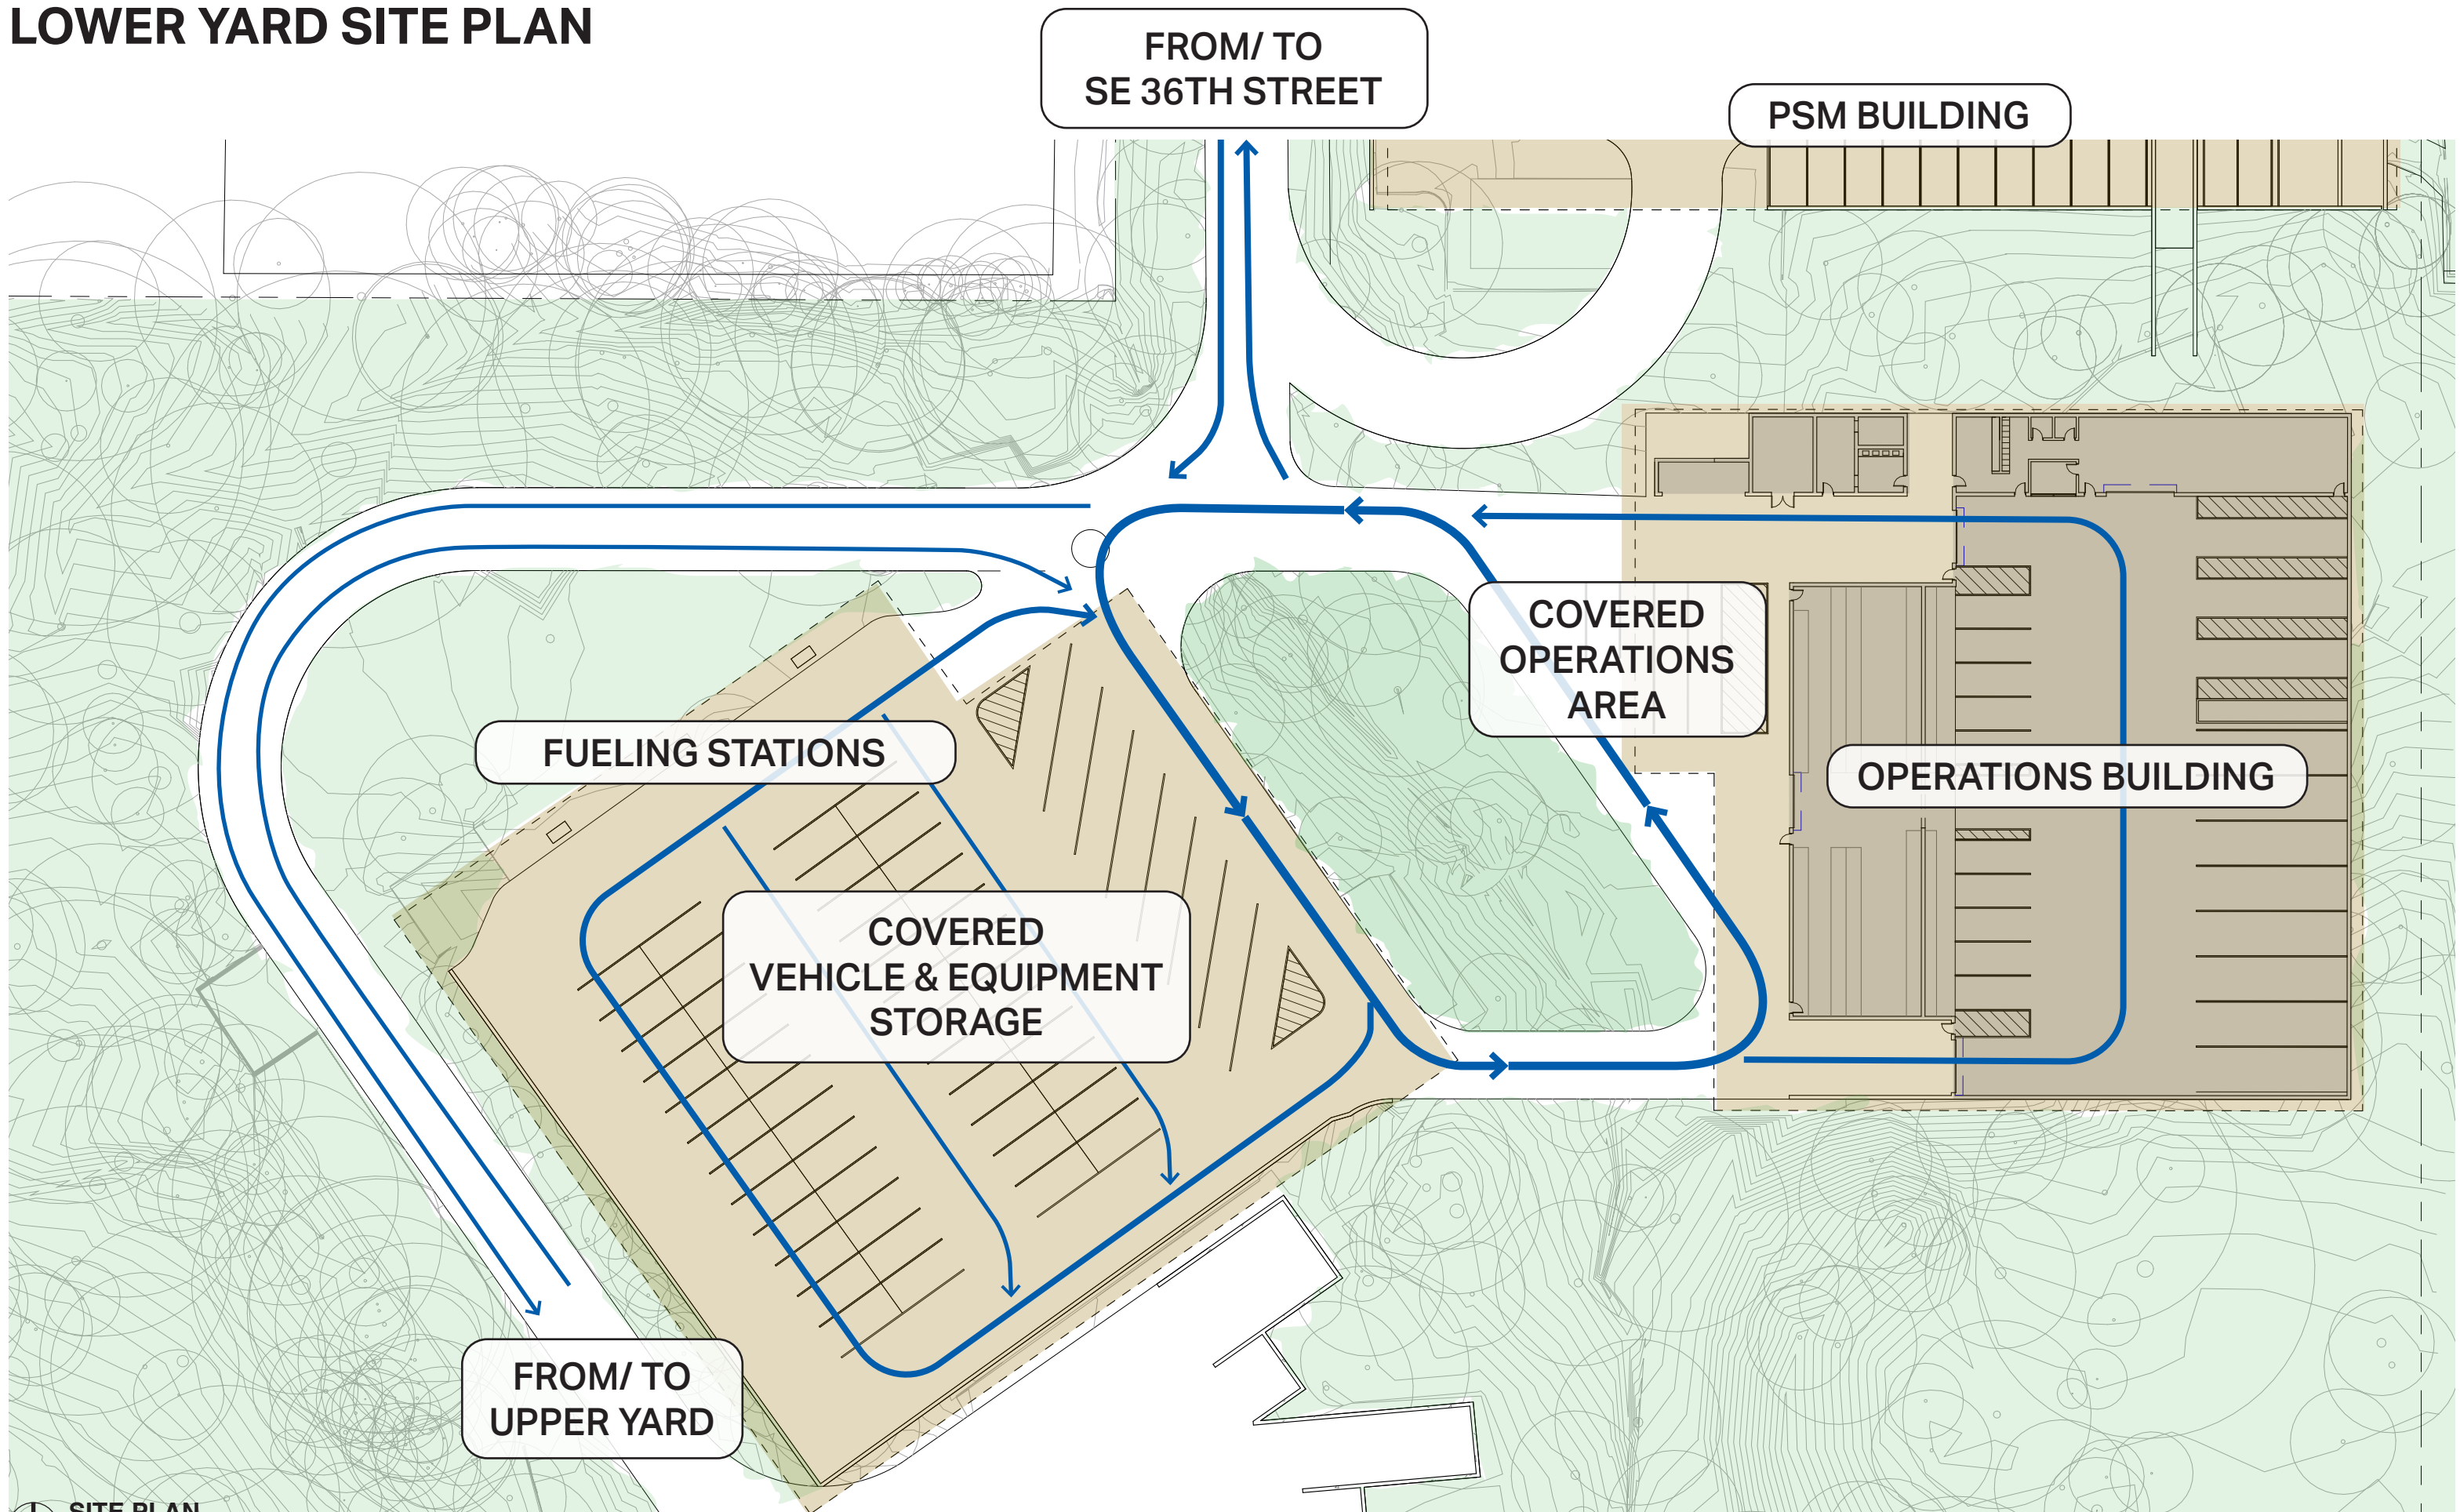 LOWER YARD SITE PLAN
FROM/ TO
SE 36TH STREET
PSM BUILDING
COVERED
OPERATIONS
AREA
FUELING STATIONS
OPERATIONS BUILDING
COVERED
VEHICLE & EQUIPMENT
STORAGE
FROM/ TO
UPPER YARD
SITE PLAN